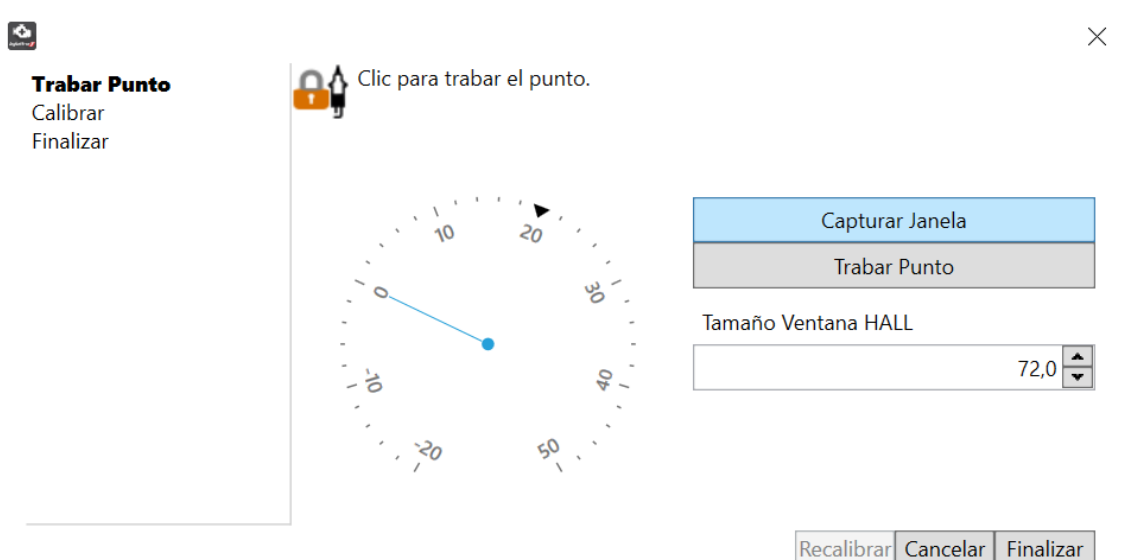 Trabar Punto
Calibrar
Finalizar
Clic para trabar el punto.
-20
-10
0
10
20
30
40
50
Capturar Janela
Trabar Punto
Tamaño Ventana HALL
72,0
Recalibrar
Cancelar
Finalizar